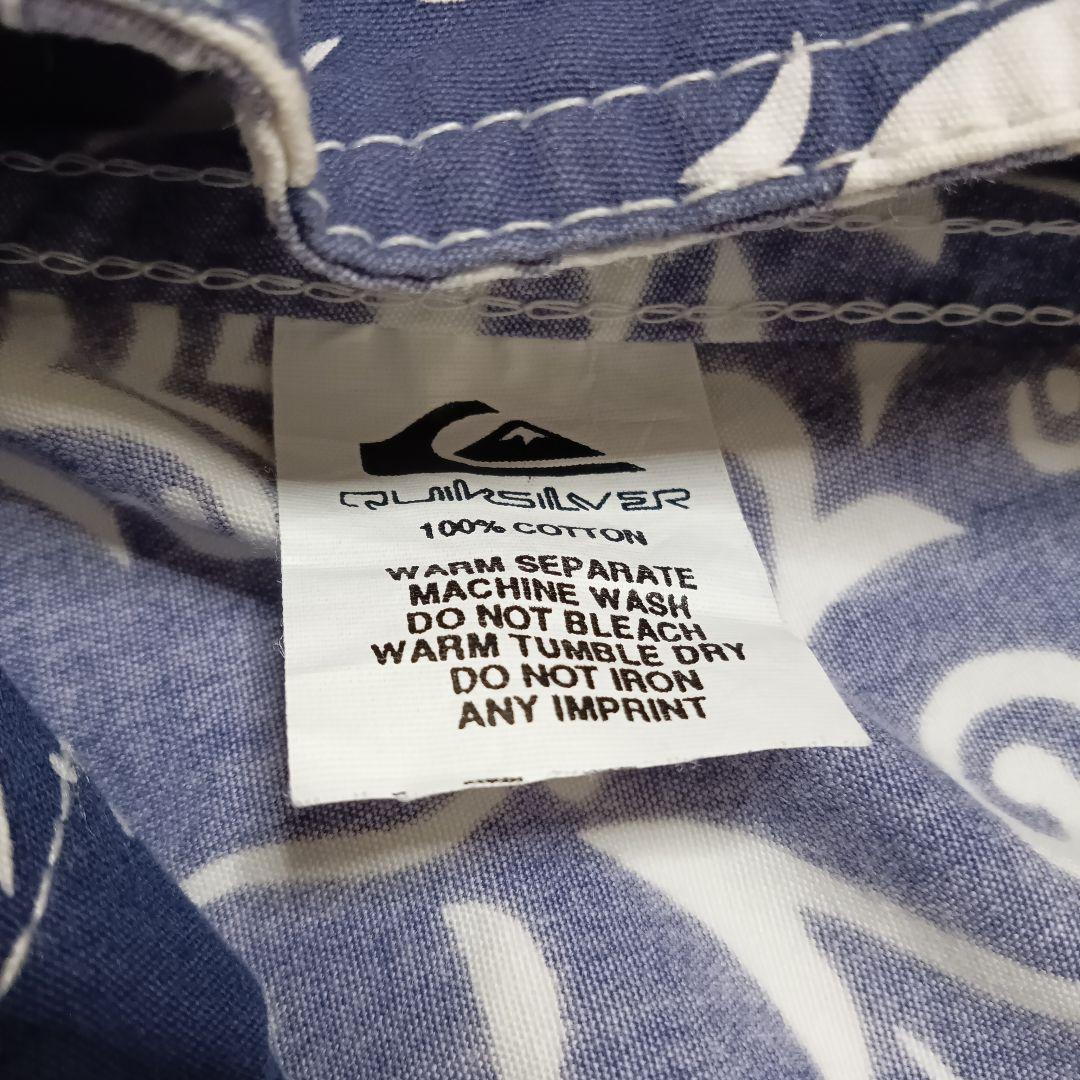 QUIKSILVER
100% COTTON
WARM SEPARATE
MACHINE WASH
DO NOT BLEACH
WARM TUMBLE DRY
DO NOT IRON
ANY IMPRINT